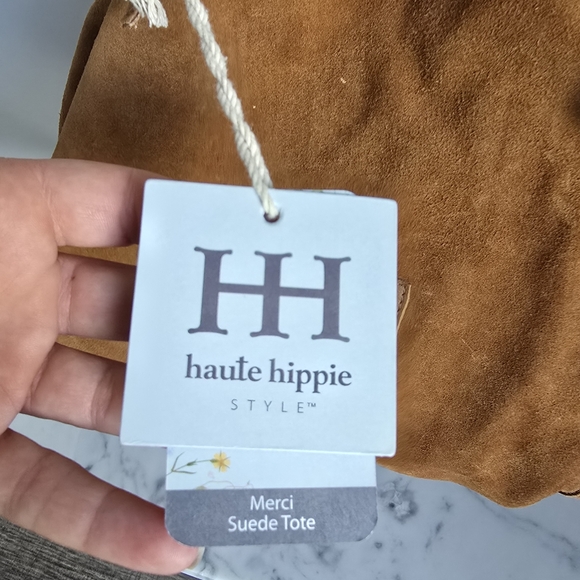 HH
haute hippie
STYLE™
Merci
Suede Tote